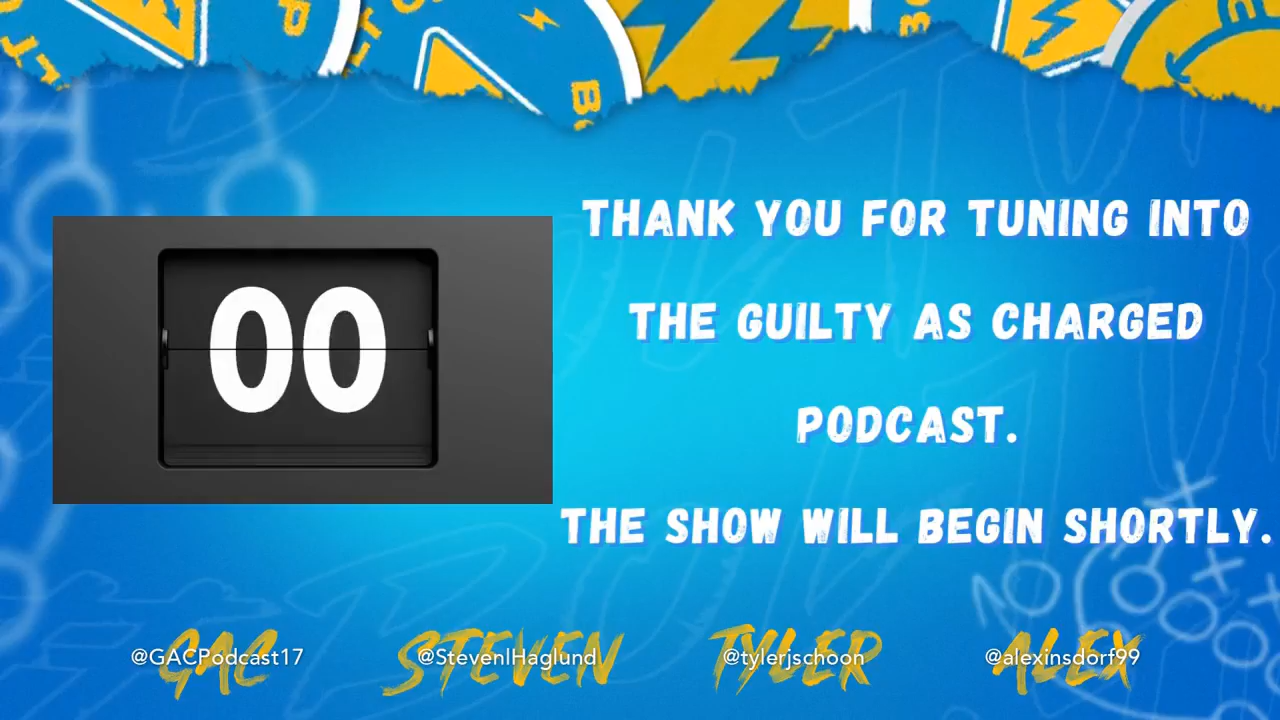 00
THANK YOU FOR TUNING INTO
THE GUILTY AS CHARGED
PODCAST.
THE SHOW WILL BEGIN SHORTLY.
GAC STEVEN TYLER ALEX
@GACPodcast17 @StevenIHaglund @tylerjschoon @alexinsdorf99